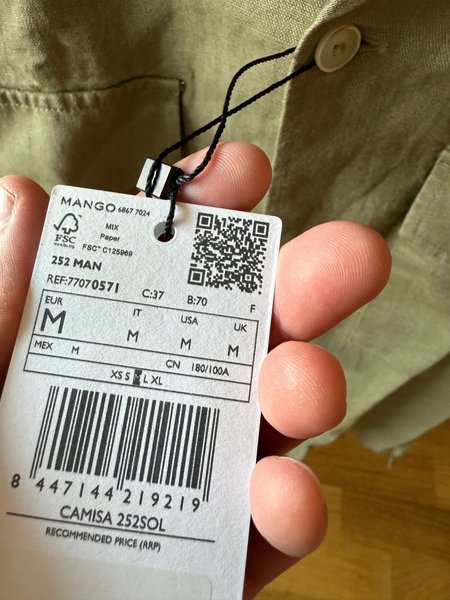 MANGO 6867 7024
MIX
Paper
FSC™ C125969
FSC
252 MAN
REF:77070571 C:37 B:70 F
EUR IT USA UK
M M M M
MEX M CN 180/100A
XS S M L XL
8 447144 219219
CAMISA 252SOL
RECOMMENDED PRICE (RRP)